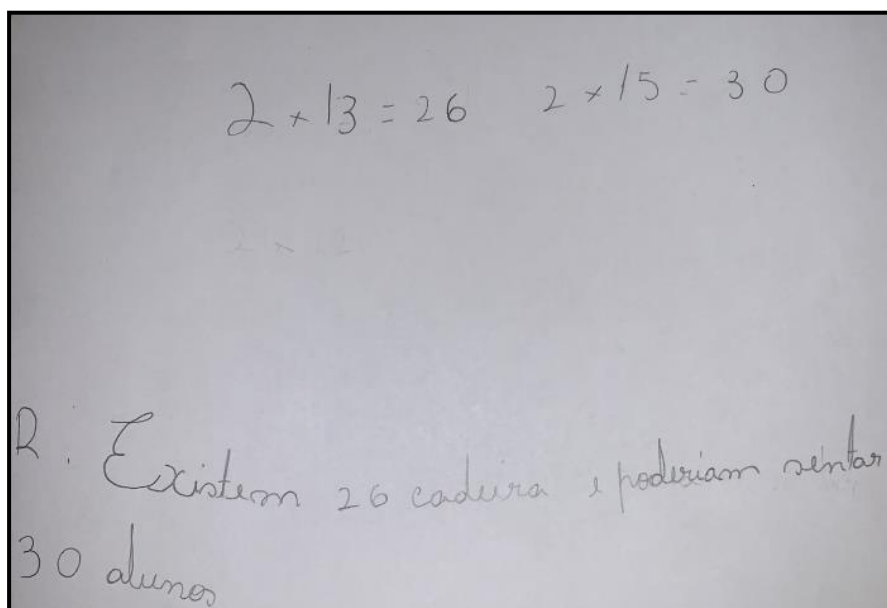 2 × 13 = 26 2 × 15 = 30
R. Existem 26 cadeira e poderiam sentar
30 alunos